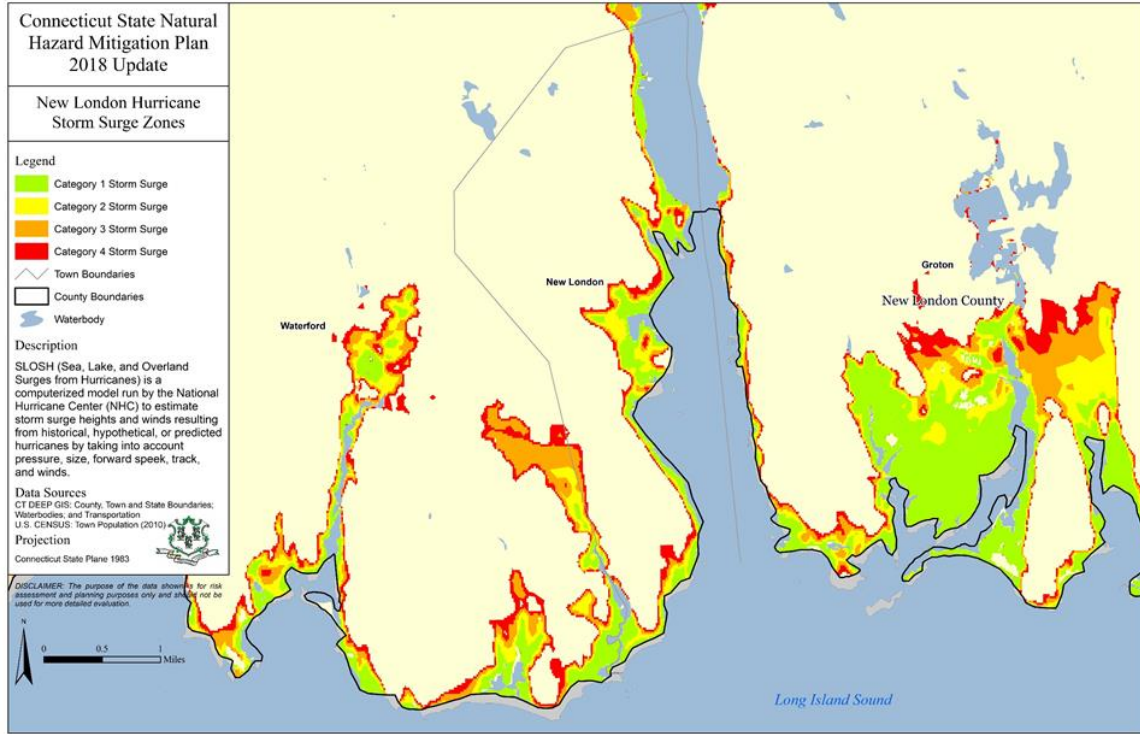 Connecticut State Natural
Hazard Mitigation Plan
2018 Update
New London Hurricane
Storm Surge Zones
Legend
Category 1 Storm Surge
Category 2 Storm Surge
Category 3 Storm Surge
Category 4 Storm Surge
Town Boundaries
County Boundaries
Waterbody
Description
SLOSH (Sea, Lake, and Overland
Surges from Hurricanes) is a
computerized model run by the National
Hurricane Center (NHC) to estimate
storm surge heights and winds resulting
from historical, hypothetical, or predicted
hurricanes by taking into account
pressure, size, forward speek, track,
and winds.
Data Sources
CT DEEP GIS: County, Town and State Boundaries;
Waterbodies; and Transportation
U.S. CENSUS: Town Population (2010)
Projection
Connecticut State Plane 1983
DISCLAIMER: The purpose of the data shown is for risk
assessment and planning purposes only and should not be
used for more detailed evaluation.
N
0 0.5 1
Miles
Waterford
New London
Groton
New London County
Long Island Sound